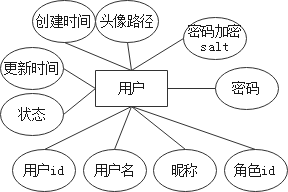 创建时间
头像路径
密码加密
salt
更新时间
用户
密码
状态
用户id
用户名
昵称
角色id